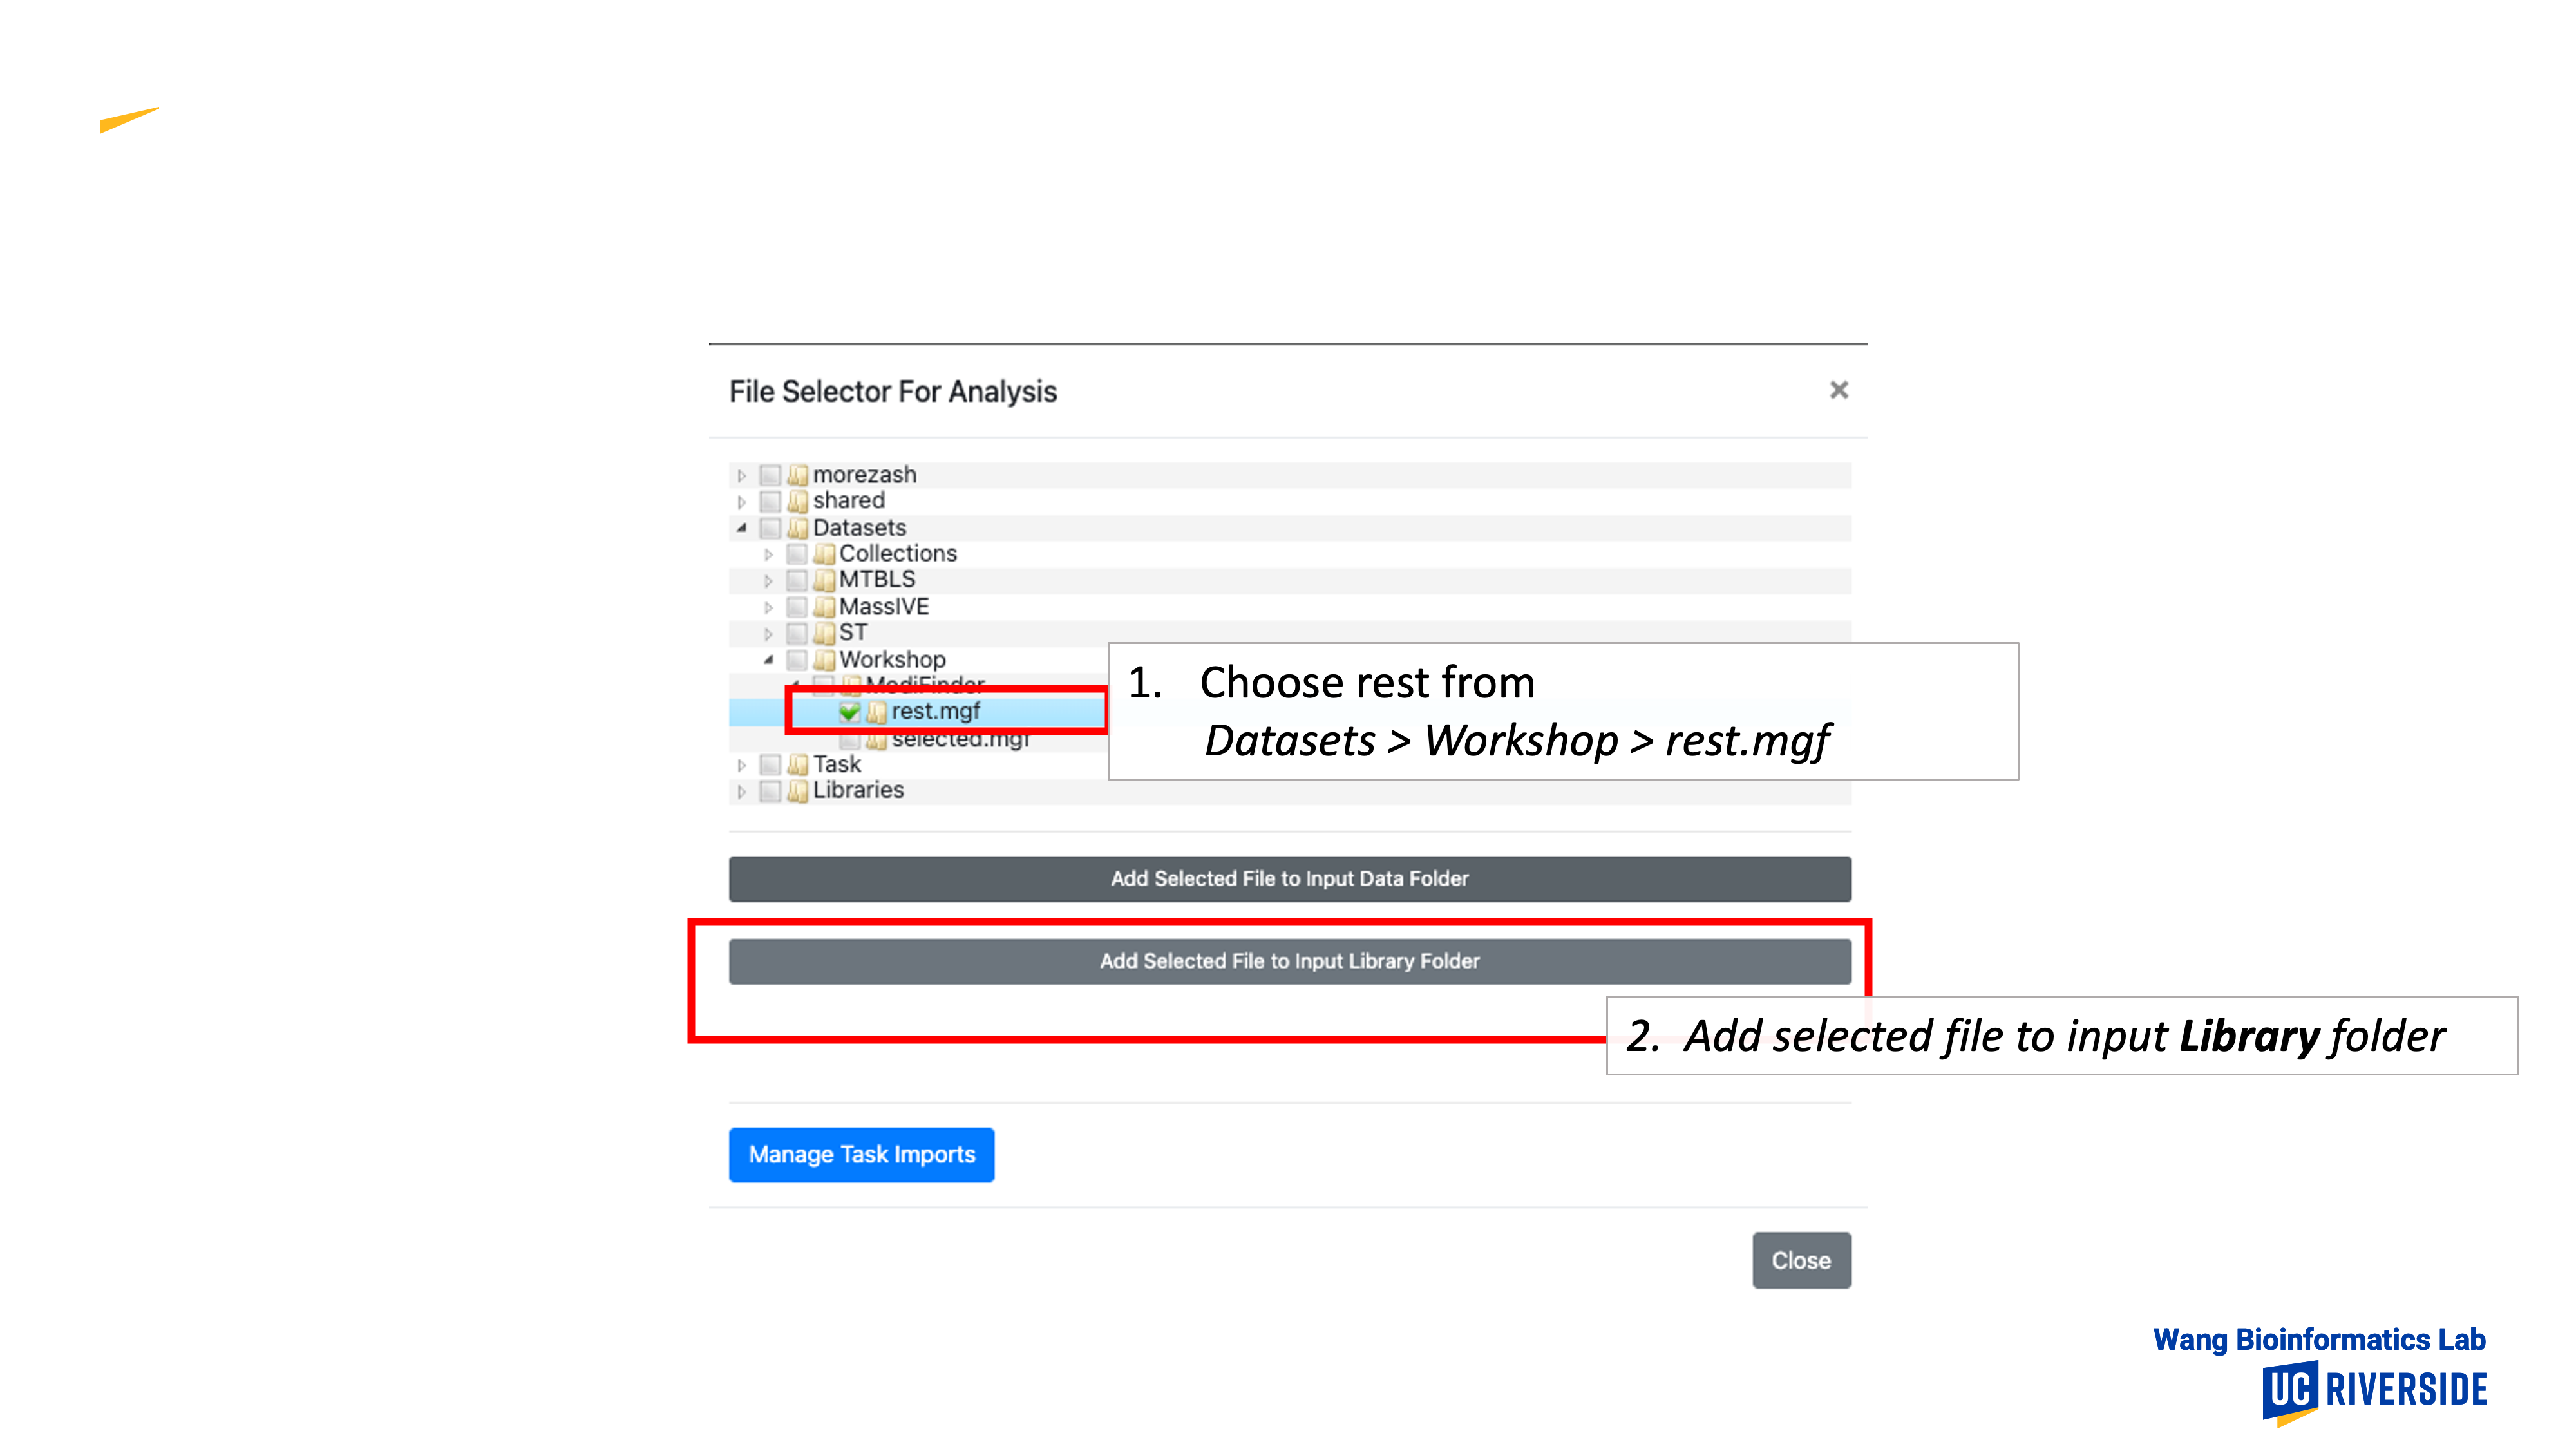 File Selector For Analysis
×
morezash
shared
Datasets
Collections
MTBLS
MassIVE
ST
Workshop
ModiFinder
rest.mgf
selected.mgf
Task
Libraries
1. Choose rest from
Datasets > Workshop > rest.mgf
Add Selected File to Input Data Folder
Add Selected File to Input Library Folder
2. Add selected file to input Library folder
Manage Task Imports
Close
Wang Bioinformatics Lab
UC RIVERSIDE